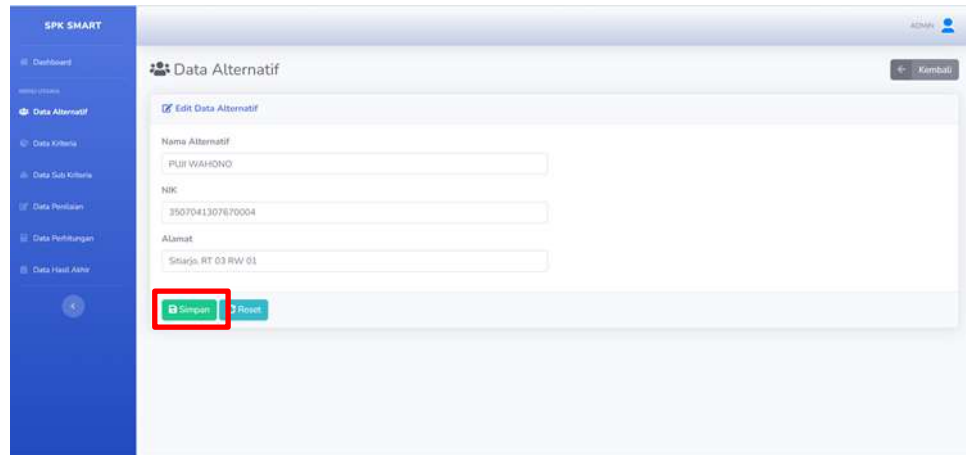 SPK SMART
ADMIN
Dashboard
Data Alternatif
Kembali
MENU UTAMA
Data Alternatif
Edit Data Alternatif
Data Kriteria
Nama Alternatif
PUJI WAHONO
Data Sub Kriteria
NIK
Data Penilaian
3507041307670004
Data Perhitungan
Alamat
Sitiarjo. RT 03 RW 01
Data Hasil Akhir
Simpan
Reset